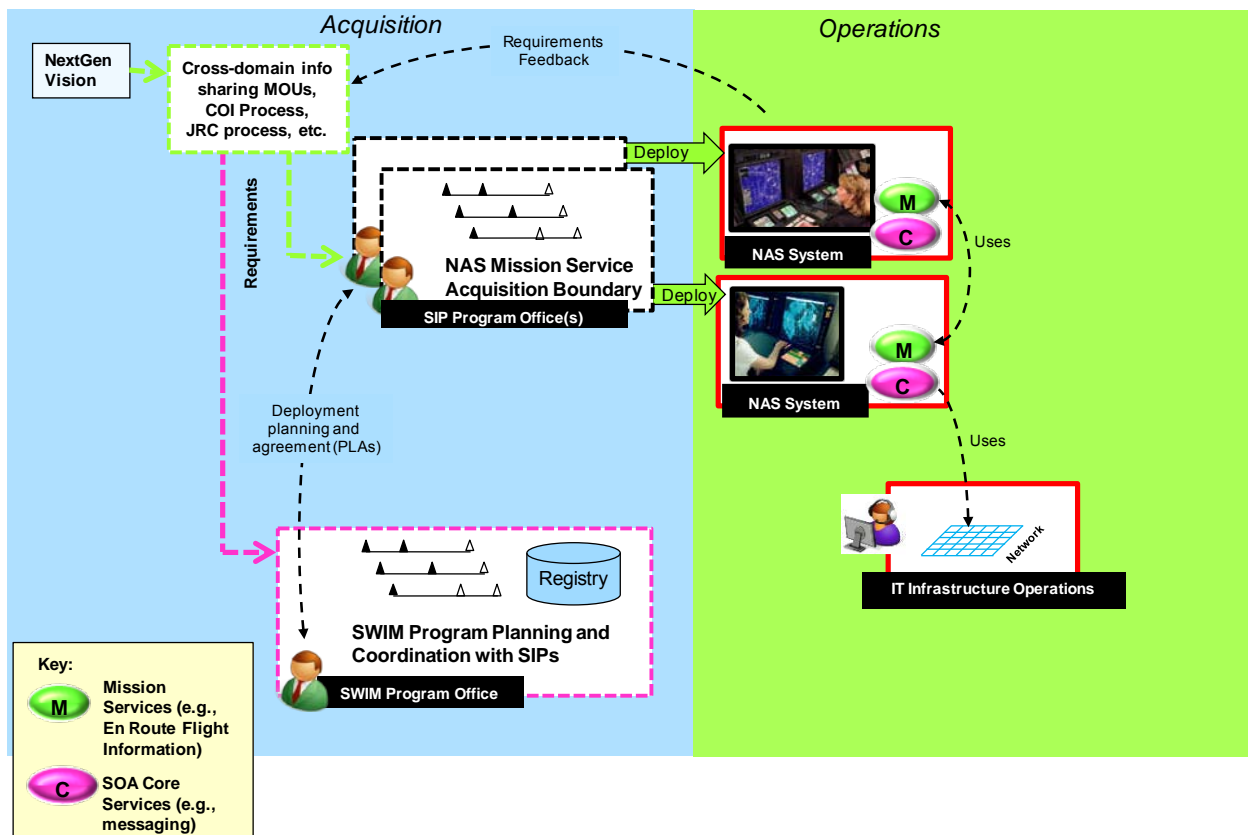 Acquisition
Operations
NextGen
Vision
Cross-domain info
sharing MOUs,
COI Process,
JRC process, etc.
Requirements
Feedback
Deploy
M
C
NAS System
Uses
Requirements
NAS Mission Service
Acquisition Boundary
SIP Program Office(s)
Deploy
M
C
NAS System
Deployment
planning and
agreement (PLAs)
Uses
Network
IT Infrastructure Operations
Registry
SWIM Program Planning and
Coordination with SIPs
SWIM Program Office
Key:
M
Mission
Services (e.g.,
En Route Flight
Information)
C
SOA Core
Services (e.g.,
messaging)